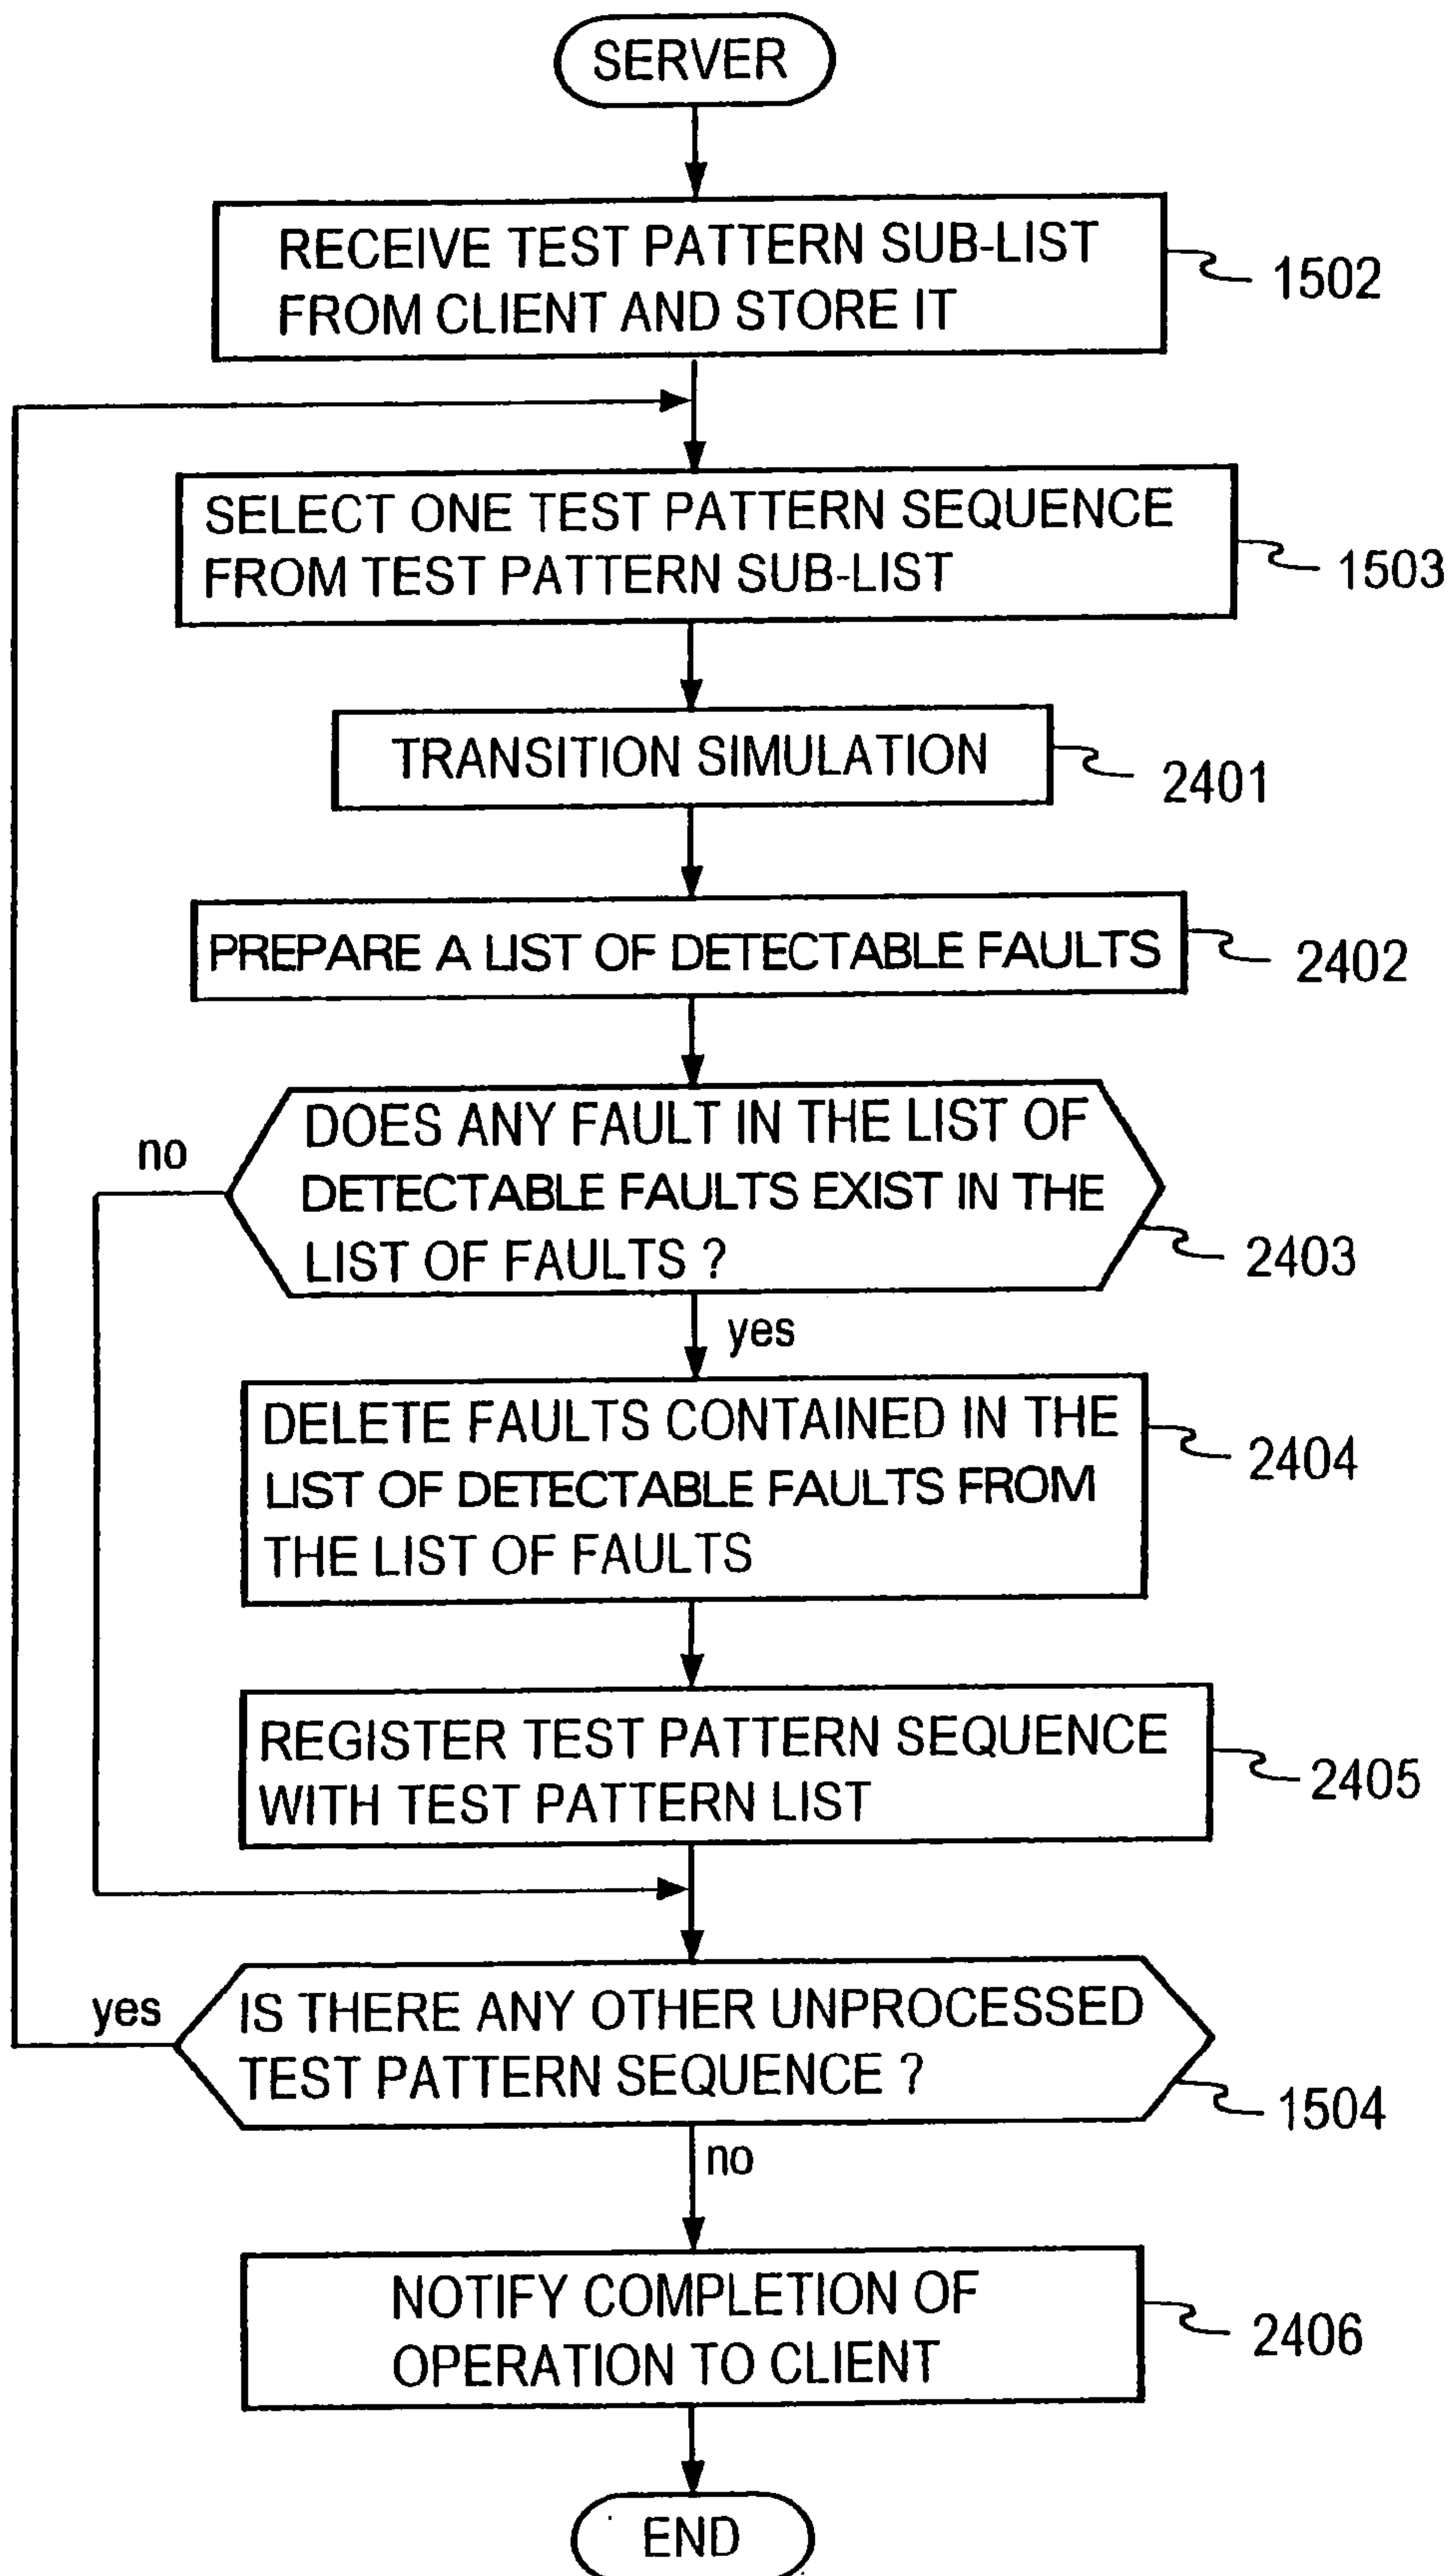 SERVER
RECEIVE TEST PATTERN SUB-LIST
FROM CLIENT AND STORE IT
1502
SELECT ONE TEST PATTERN SEQUENCE
FROM TEST PATTERN SUB-LIST
1503
TRANSITION SIMULATION
2401
PREPARE A LIST OF DETECTABLE FAULTS
2402
DOES ANY FAULT IN THE LIST OF
DETECTABLE FAULTS EXIST IN THE
LIST OF FAULTS ?
2403
no
yes
DELETE FAULTS CONTAINED IN THE
LIST OF DETECTABLE FAULTS FROM
THE LIST OF FAULTS
2404
REGISTER TEST PATTERN SEQUENCE
WITH TEST PATTERN LIST
2405
IS THERE ANY OTHER UNPROCESSED
TEST PATTERN SEQUENCE ?
1504
yes
no
NOTIFY COMPLETION OF
OPERATION TO CLIENT
2406
END